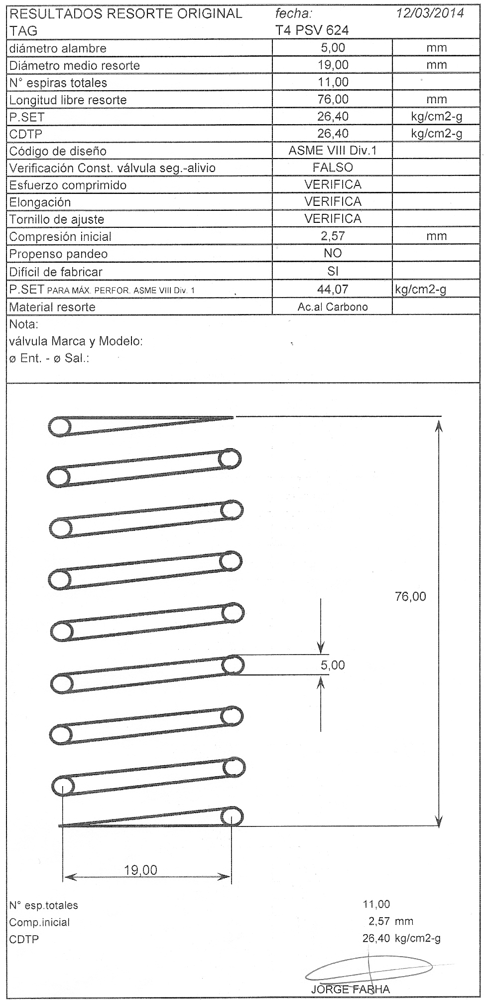 RESULTADOS RESORTE ORIGINAL fecha: 12/03/2014
TAG T4 PSV 624
diámetro alambre 5,00 mm
Diámetro medio resorte 19,00 mm
N° espiras totales 11,00
Longitud libre resorte 76,00 mm
P.SET 26,40 kg/cm2-g
CDTP 26,40 kg/cm2-g
Código de diseño ASME VIII Div.1
Verificación Const. válvula seg.-alivio FALSO
Esfuerzo comprimido VERIFICA
Elongación VERIFICA
Tornillo de ajuste VERIFICA
Compresión inicial 2,57 mm
Propenso pandeo NO
Difícil de fabricar SI
P.SET PARA MÁX. PERFOR. ASME VIII Div. 1 44,07 kg/cm2-g
Material resorte Ac.al Carbono
Nota:
válvula Marca y Modelo:
ø Ent. - ø Sal.:
76,00
5,00
19,00
N° esp.totales 11,00
Comp.inicial 2,57 mm
CDTP 26,40 kg/cm2-g
JORGE FARHA